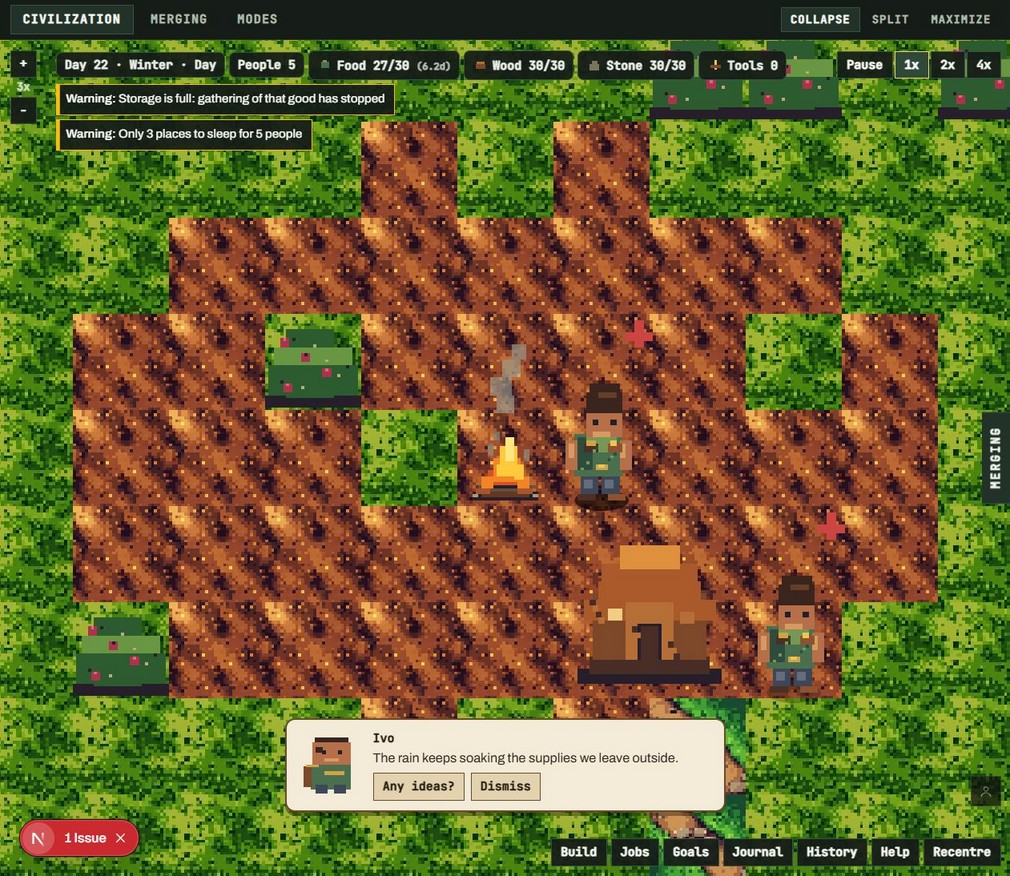 CIVILIZATION MERGING MODES COLLAPSE SPLIT MAXIMIZE
+ Day 22 · Winter · Day People 5 Food 27/30 (6.2d) Wood 30/30 Stone 30/30 Tools 0 Pause 1x 2x 4x
3x
-
Warning: Storage is full: gathering of that good has stopped
Warning: Only 3 places to sleep for 5 people
MERGING
Ivo
The rain keeps soaking the supplies we leave outside.
Any ideas? Dismiss
N 1 Issue ×
Build Jobs Goals Journal History Help Recentre